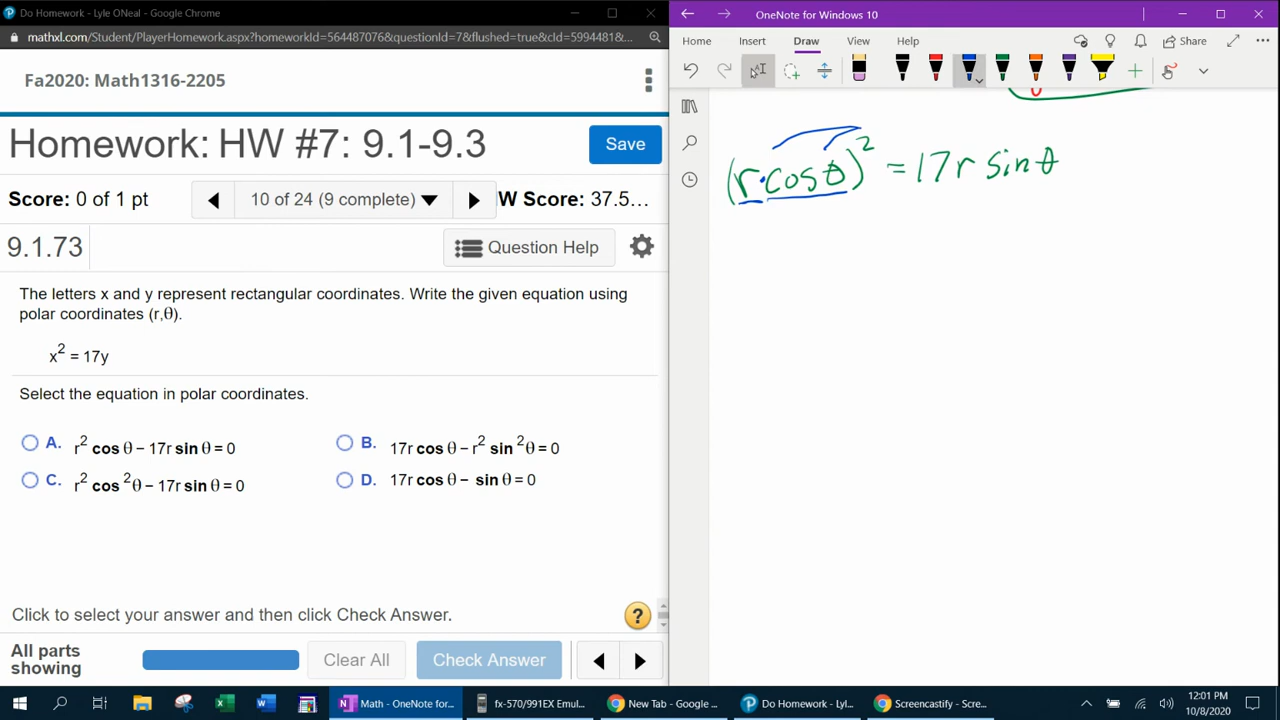 Do Homework - Lyle ONeal - Google Chrome
mathxl.com/Student/PlayerHomework.aspx?homeworkId=564487076&questionId=7&flushed=true&cId=5994481&...
Fa2020: Math1316-2205
Homework: HW #7: 9.1-9.3
Save
Score: 0 of 1 pt
10 of 24 (9 complete)
W Score: 37.5...
9.1.73
Question Help
The letters x and y represent rectangular coordinates. Write the given equation using
polar coordinates (r,θ).
x² = 17y
Select the equation in polar coordinates.
A. r² cos θ − 17r sin θ = 0
B. 17r cos θ − r² sin ²θ = 0
C. r² cos ²θ − 17r sin θ = 0
D. 17r cos θ − sin θ = 0
Click to select your answer and then click Check Answer.
?
All parts
showing
Clear All
Check Answer
OneNote for Windows 10
Home Insert Draw View Help
Share
(r·cosθ)² = 17r sinθ
Math - OneNote for...
fx-570/991EX Emul...
New Tab - Google ...
Do Homework - Lyl...
Screencastify - Scre...
12:01 PM
10/8/2020